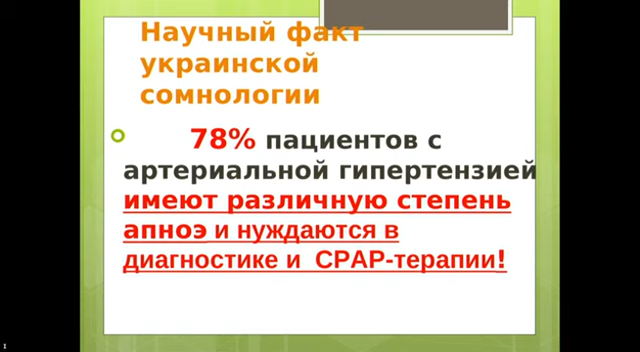 Научный факт
украинской
сомнологии
78% пациентов с
артериальной гипертензией
имеют различную степень
апноэ и нуждаются в
диагностике и CPAP-терапии!